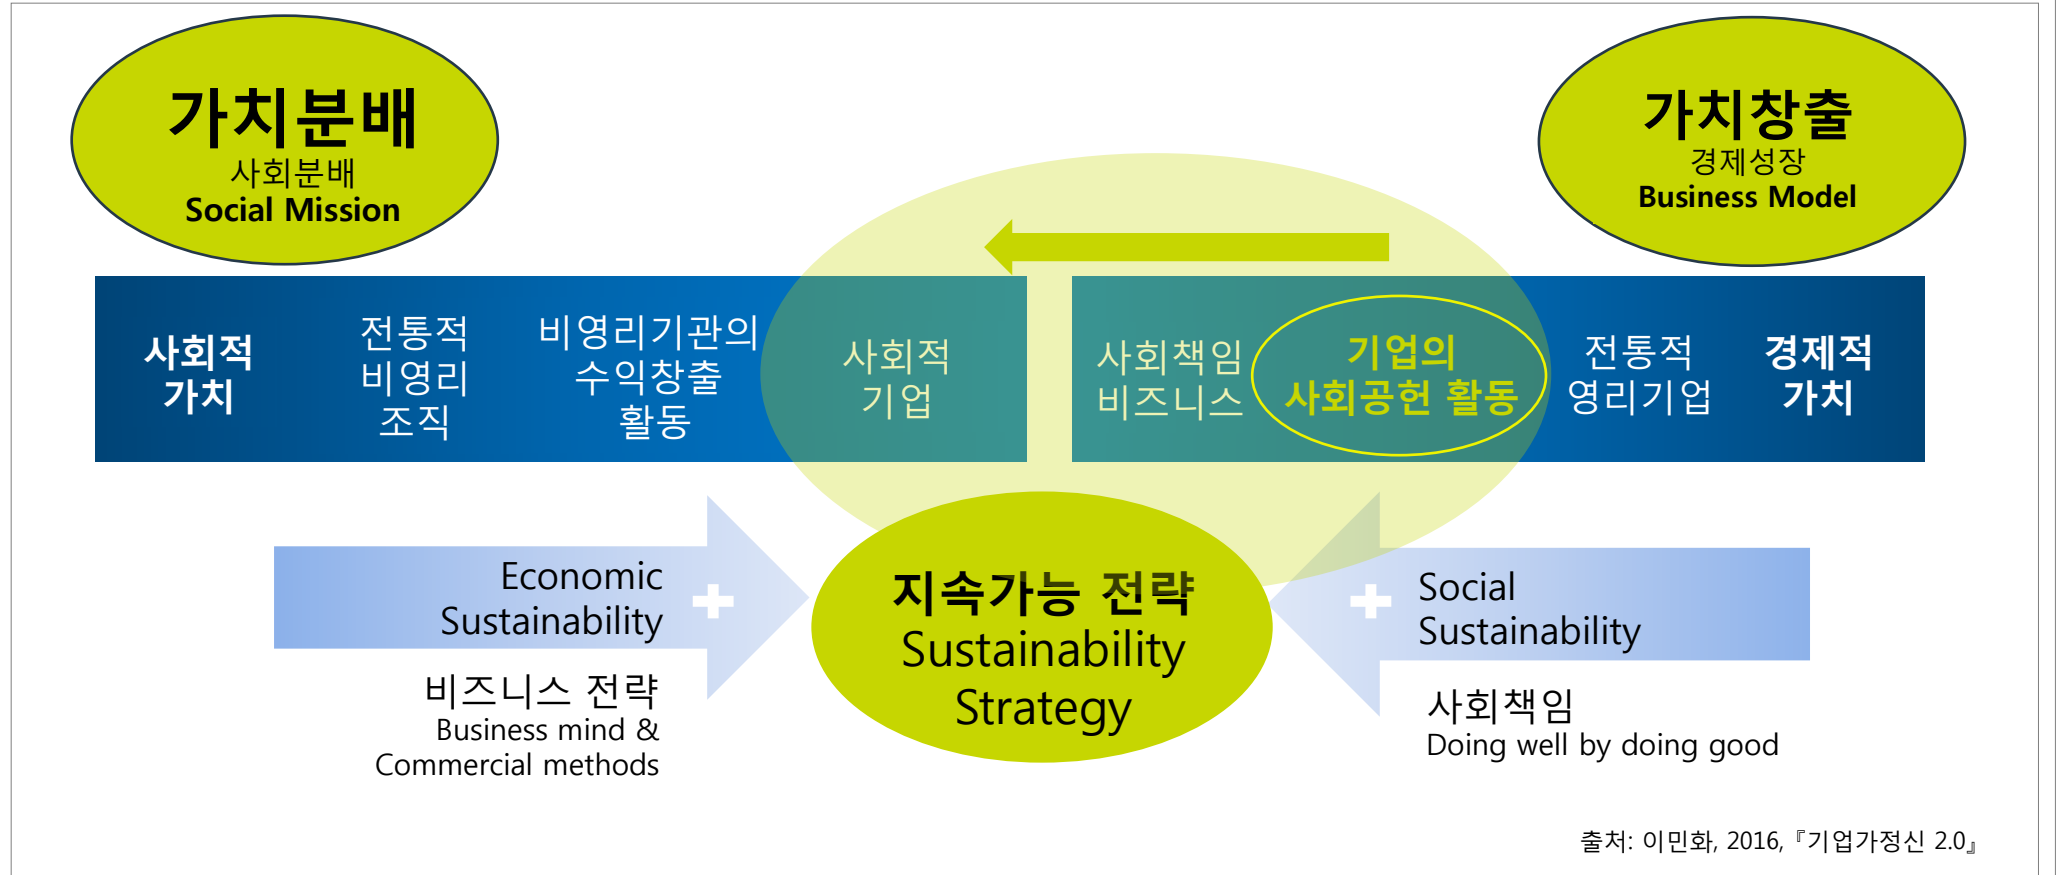 가치분배
사회분배
Social Mission
가치창출
경제성장
Business Model
사회적
가치
전통적
비영리
조직
비영리기관의
수익창출
활동
사회적
기업
사회책임
비즈니스
기업의
사회공헌 활동
전통적
영리기업
경제적
가치
Economic
Sustainability
비즈니스 전략
Business mind &
Commercial methods
지속가능 전략
Sustainability
Strategy
Social
Sustainability
사회책임
Doing well by doing good
출처: 이민화, 2016,『기업가정신 2.0』